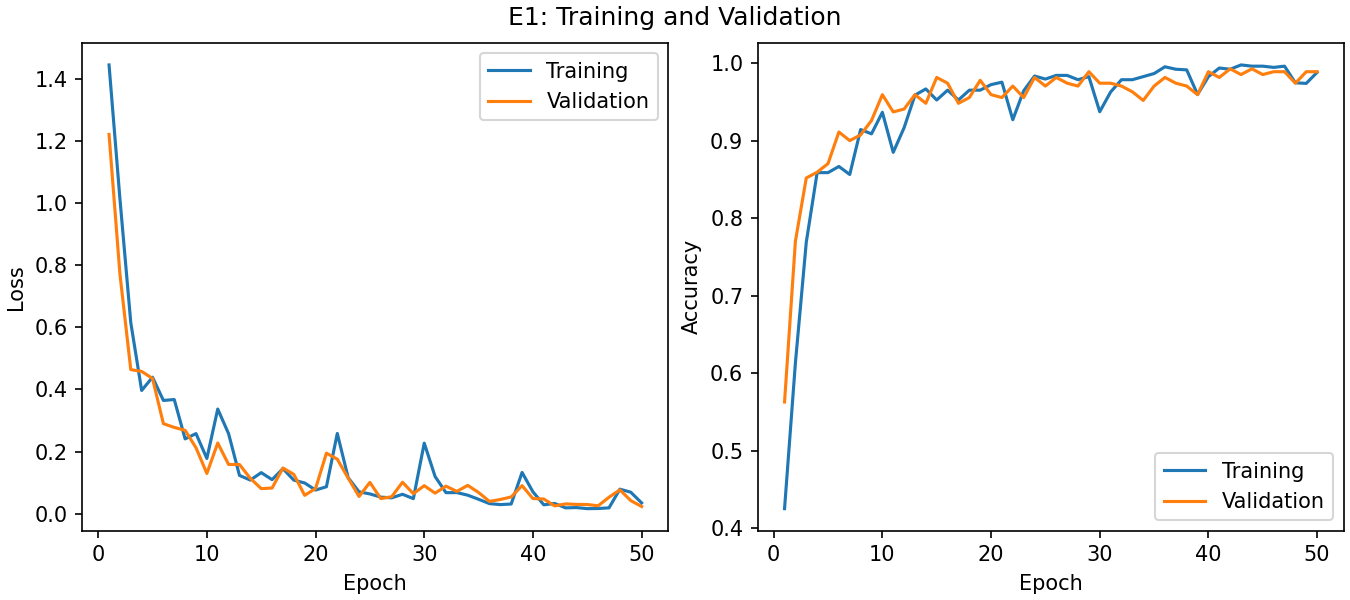 E1: Training and Validation
Loss
1.4
1.2
1.0
0.8
0.6
0.4
0.2
0.0
Training
Validation
0 10 20 30 40 50
Epoch
Accuracy
1.0
0.9
0.8
0.7
0.6
0.5
0.4
Training
Validation
0 10 20 30 40 50
Epoch